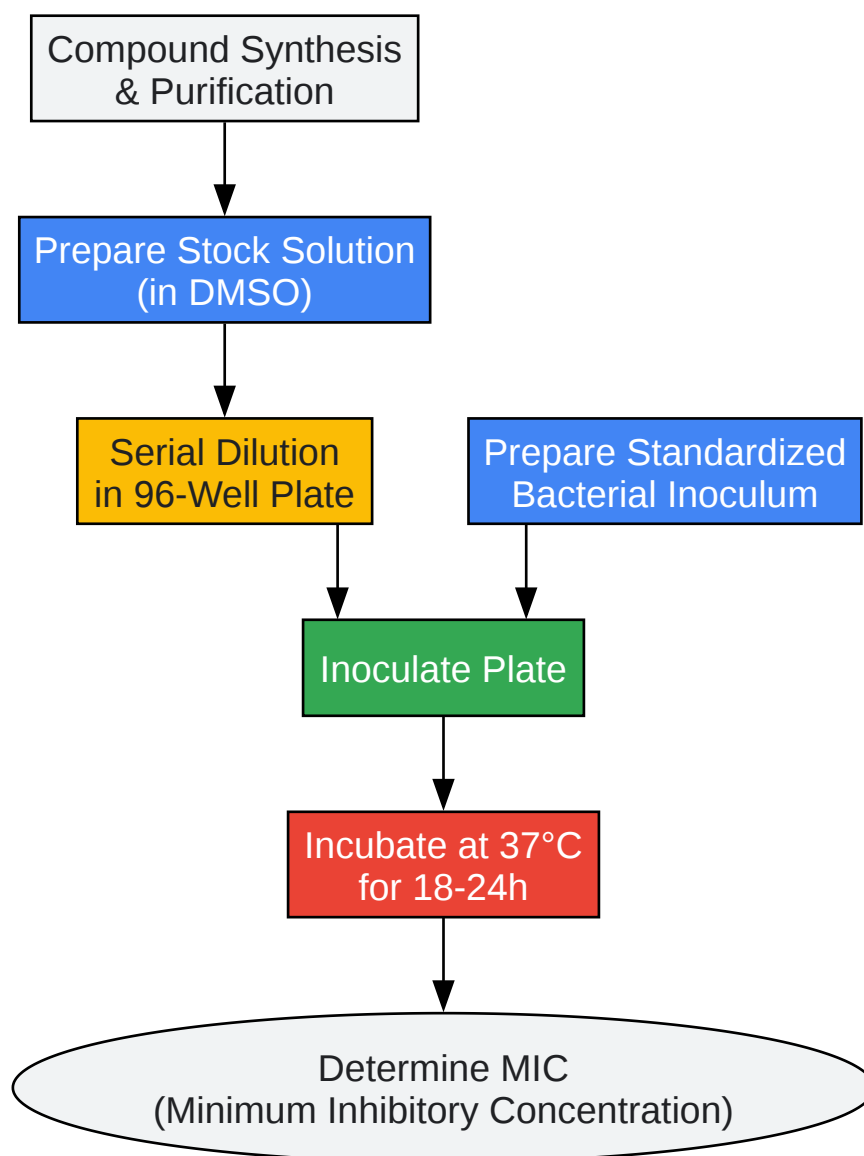 Compound Synthesis
& Purification
Prepare Stock Solution
(in DMSO)
Serial Dilution
in 96-Well Plate
Prepare Standardized
Bacterial Inoculum
Inoculate Plate
Incubate at 37°C
for 18-24h
Determine MIC
(Minimum Inhibitory Concentration)